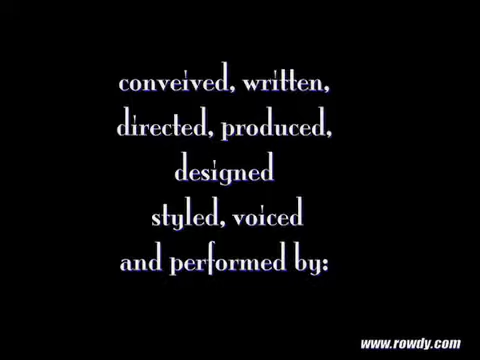 conveived, written,
directed, produced,
designed
styled, voiced
and performed by:
www.rowdy.com